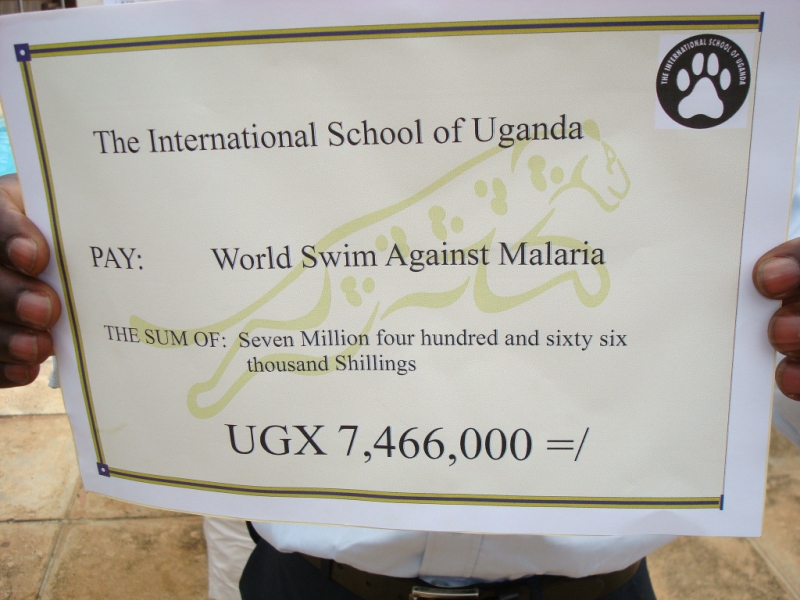 THE INTERNATIONAL SCHOOL OF UGANDA
The International School of Uganda
PAY: World Swim Against Malaria
THE SUM OF: Seven Million four hundred and sixty six
thousand Shillings
UGX 7,466,000 =/